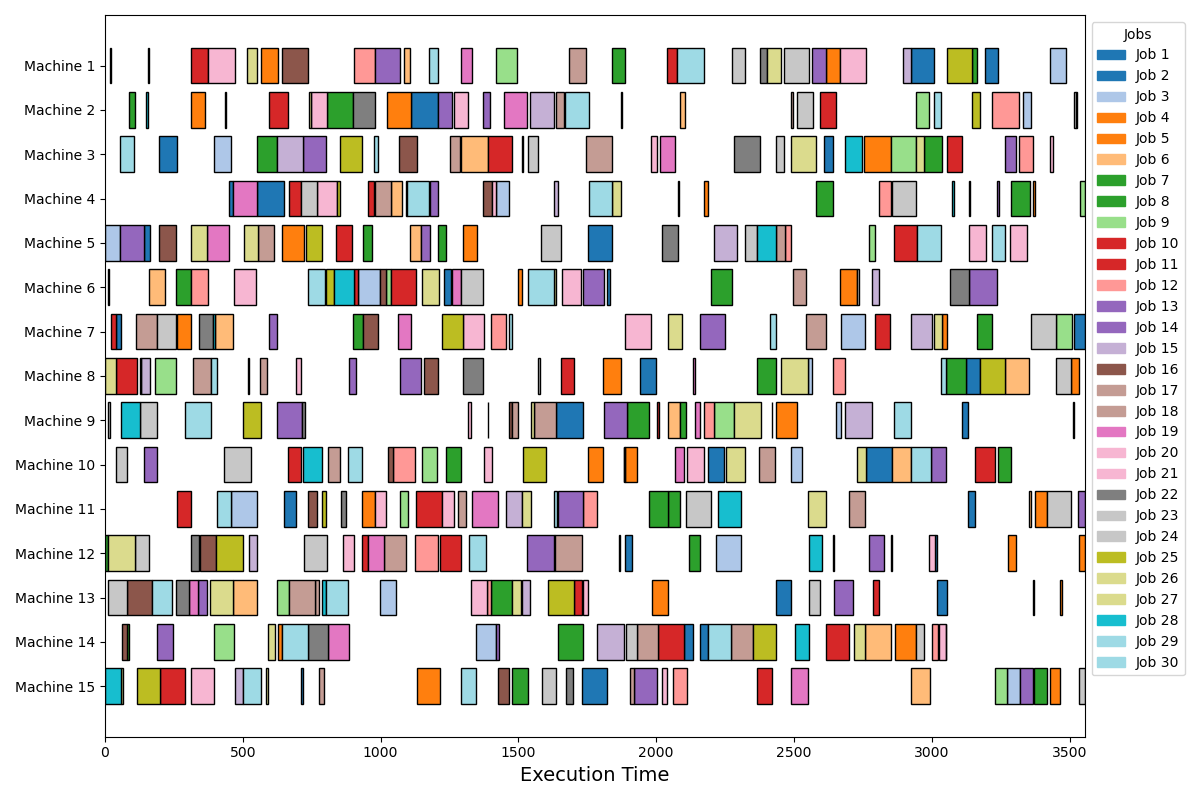 Machine 1
Machine 2
Machine 3
Machine 4
Machine 5
Machine 6
Machine 7
Machine 8
Machine 9
Machine 10
Machine 11
Machine 12
Machine 13
Machine 14
Machine 15
0 500 1000 1500 2000 2500 3000 3500
Execution Time
Jobs
Job 1
Job 2
Job 3
Job 4
Job 5
Job 6
Job 7
Job 8
Job 9
Job 10
Job 11
Job 12
Job 13
Job 14
Job 15
Job 16
Job 17
Job 18
Job 19
Job 20
Job 21
Job 22
Job 23
Job 24
Job 25
Job 26
Job 27
Job 28
Job 29
Job 30